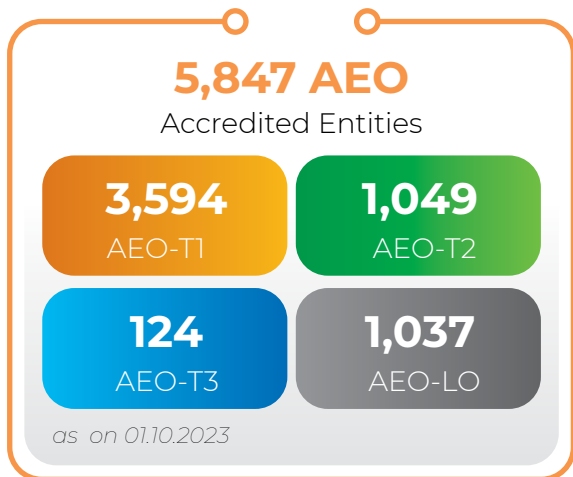 5,847 AEO
Accredited Entities
3,594
AEO-T1
1,049
AEO-T2
124
AEO-T3
1,037
AEO-LO
as on 01.10.2023